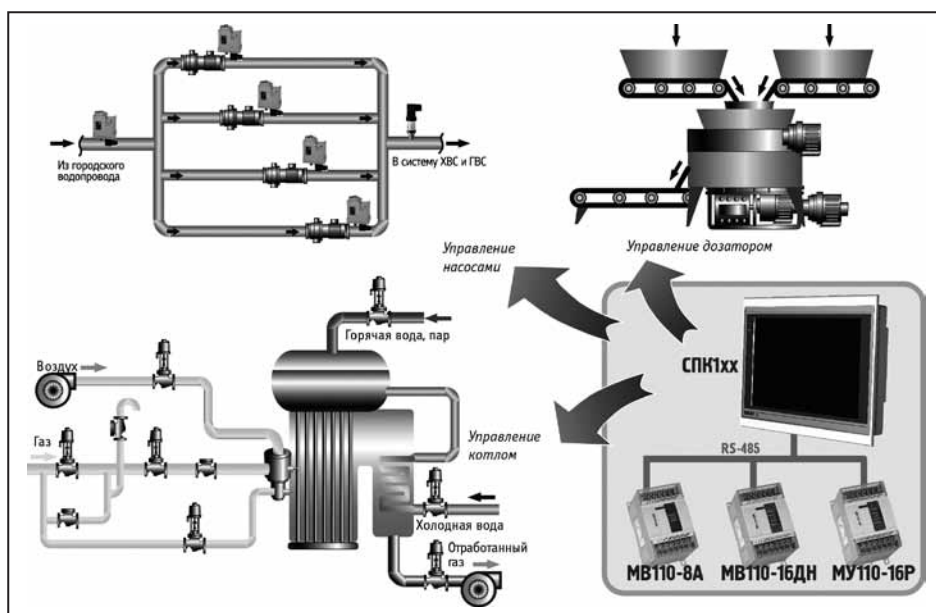 Из городского
водопровода
В систему ХВС и ГВС
Управление
насосами
Управление дозатором
Горячая вода, пар
Воздух
СПК1хх
Газ
Управление
котлом
RS-485
Холодная вода
Отработанный
газ
МВ110-8А
МВ110-16ДН
МУ110-16Р